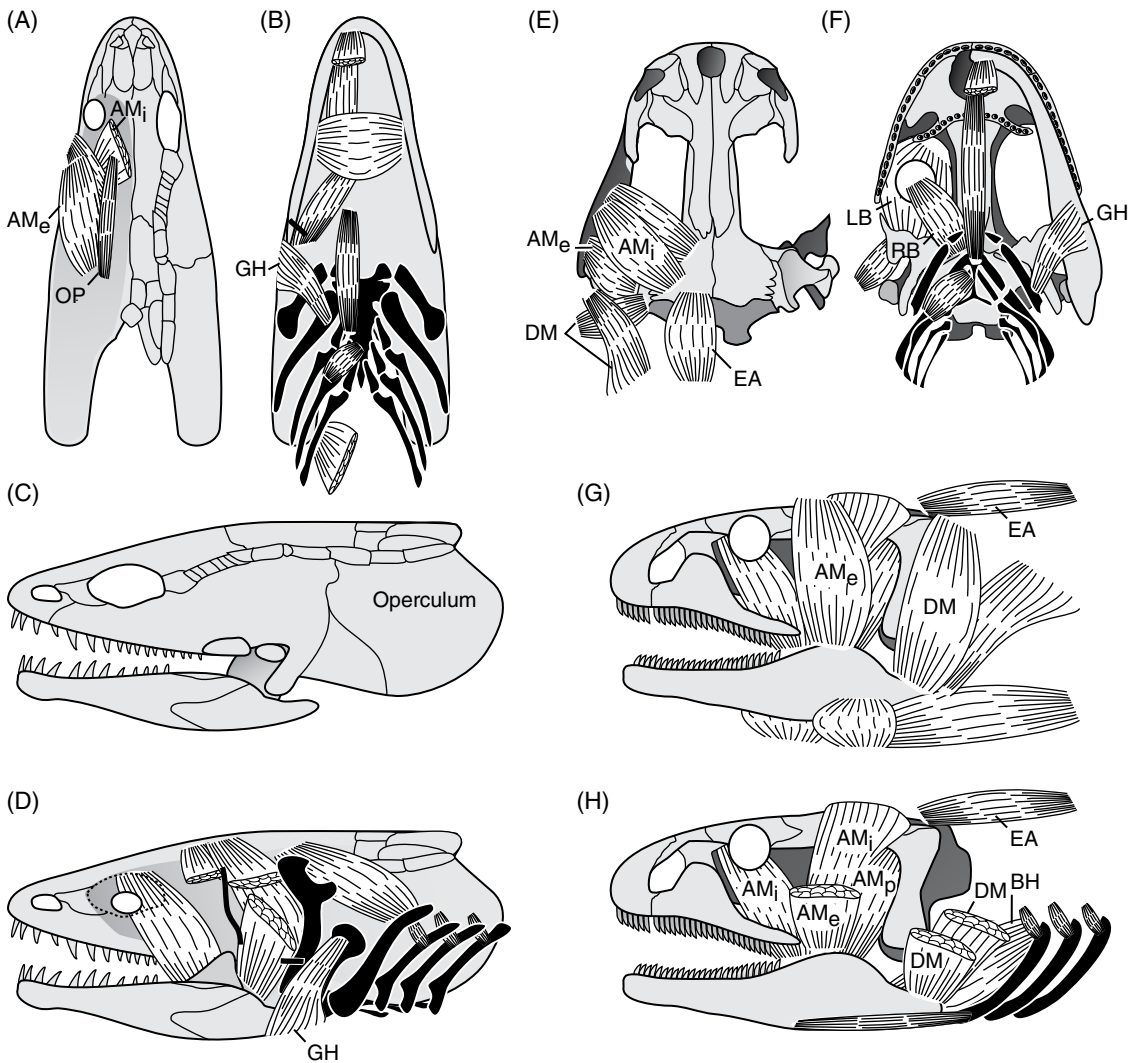 (A)
AMi
AMe
OP
(B)
GH
(C)
Operculum
(D)
GH
(E)
AMe
AMi
DM
EA
(F)
LB
RB
GH
(G)
EA
AMe
DM
(H)
EA
AMi
AMi
AMp
AMe
DM
BH
DM